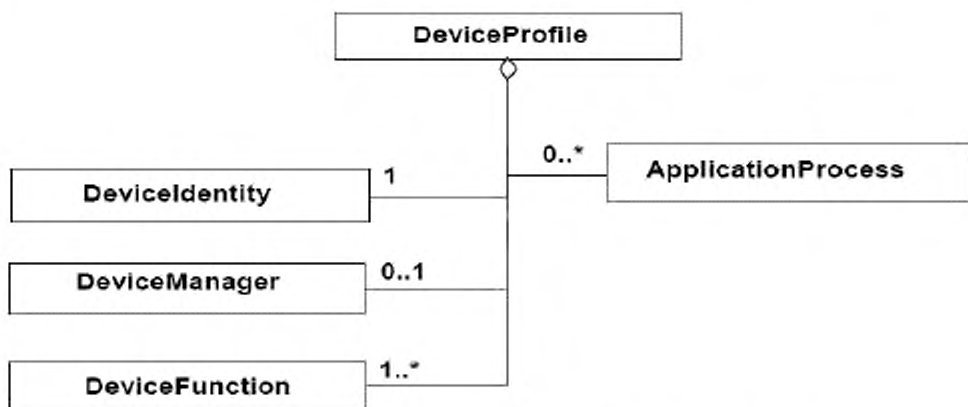 DeviceProfile
0..*
ApplicationProcess
DeviceIdentity
1
DeviceManager
0..1
DeviceFunction
1..*